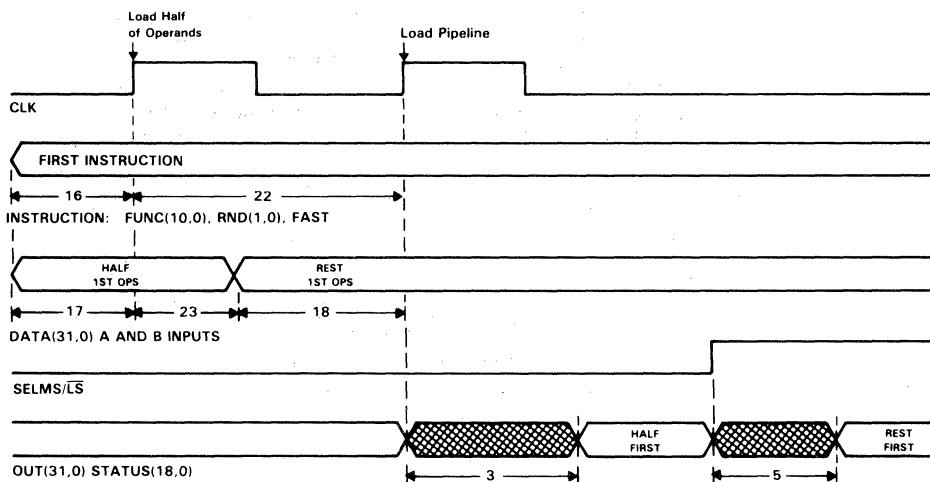 Load Half
of Operands
Load Pipeline
CLK
FIRST INSTRUCTION
16
22
INSTRUCTION: FUNC(10,0), RND(1,0), FAST
HALF
1ST OPS
REST
1ST OPS
17
23
18
DATA(31,0) A AND B INPUTS
SELMS/L̅S̅
HALF
FIRST
REST
FIRST
OUT(31,0) STATUS(18,0)
3
5